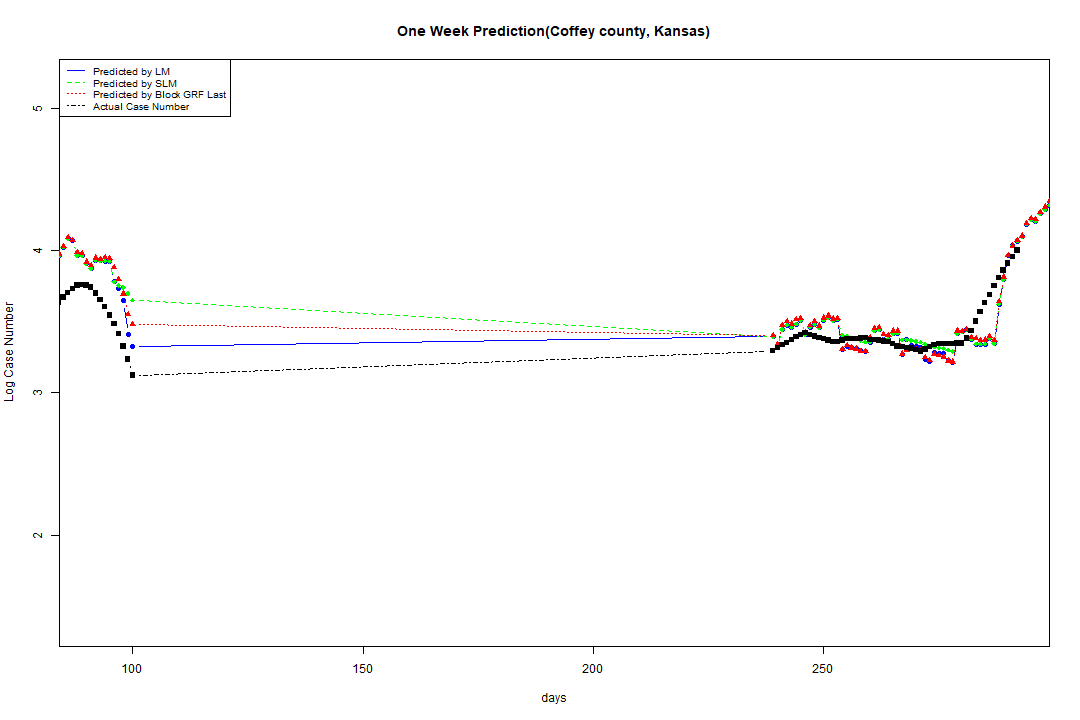 One Week Prediction(Coffey county, Kansas)
Predicted by LM
Predicted by SLM
Predicted by Block GRF Last
Actual Case Number
5
4
3
2
Log Case Number
100 150 200 250
days